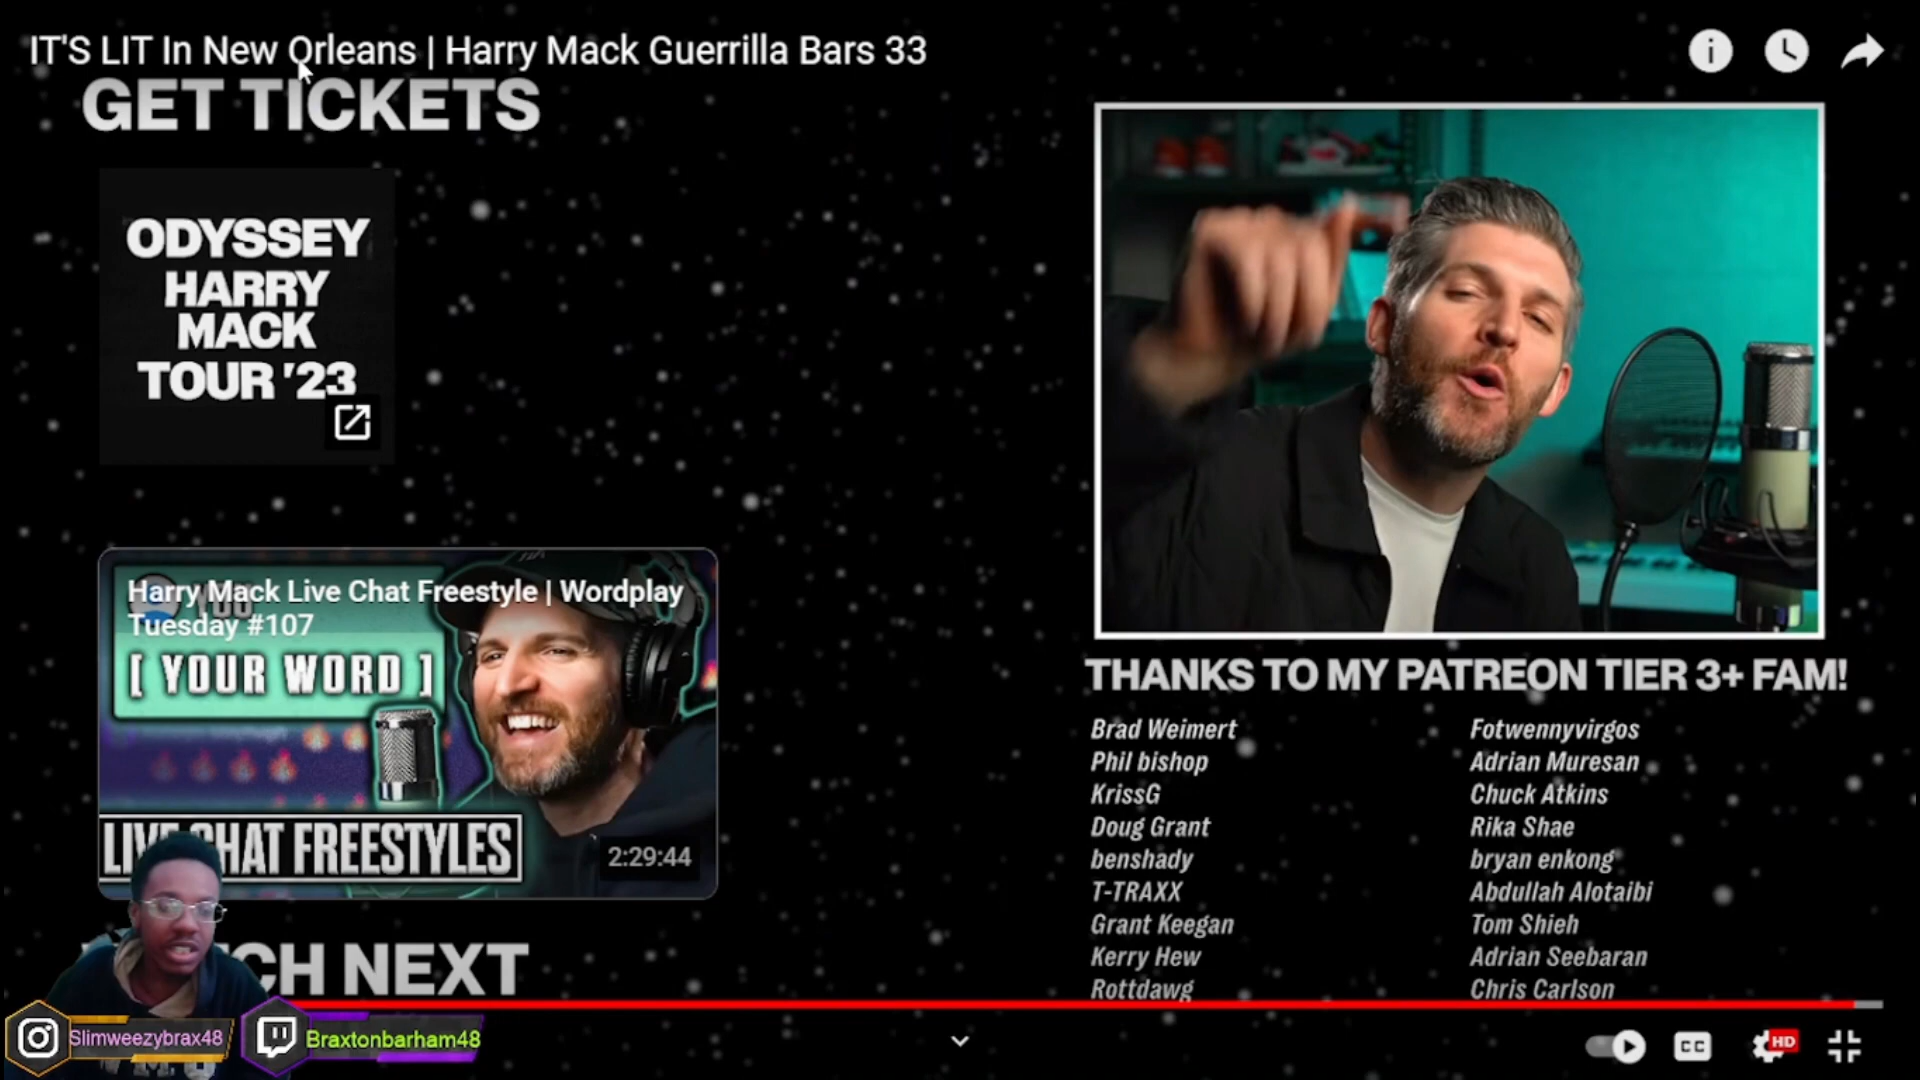 IT'S LIT In New Orleans | Harry Mack Guerrilla Bars 33
GET TICKETS
ODYSSEY
HARRY
MACK
TOUR '23
Harry Mack Live Chat Freestyle | Wordplay
Tuesday #107
[ YOUR WORD ]
LIVE CHAT FREESTYLES
2:29:44
NEXT
THANKS TO MY PATREON TIER 3+ FAM!
Brad Weimert
Phil bishop
KrissG
Doug Grant
benshady
T-TRAXX
Grant Keegan
Kerry Hew
Rottdawg
Fotwennyvirgos
Adrian Muresan
Chuck Atkins
Rika Shae
bryan enkong
Abdullah Alotaibi
Tom Shieh
Adrian Seebaran
Chris Carlson
Slimweezybrax48
Braxtonbarham48
CC
HD